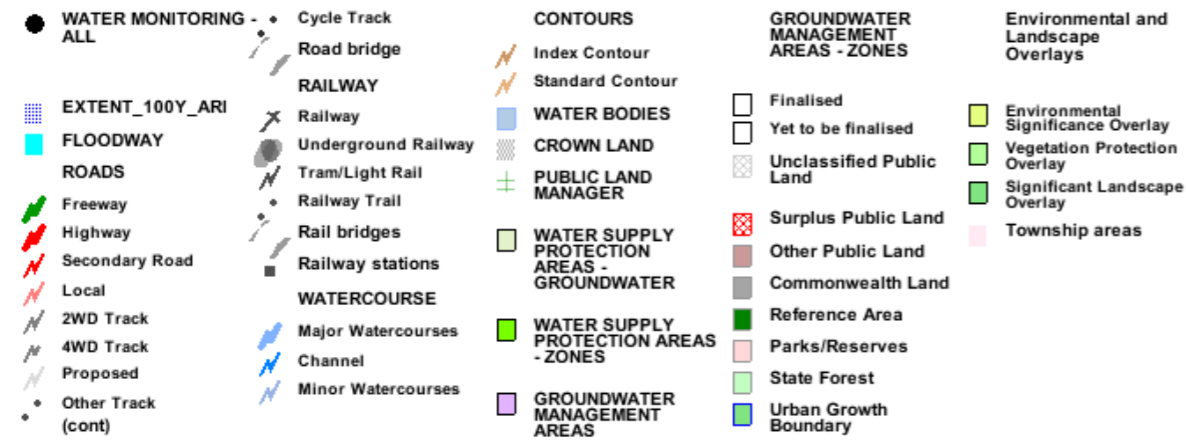 WATER MONITORING -
ALL
EXTENT_100Y_ARI
FLOODWAY
ROADS
Freeway
Highway
Secondary Road
Local
2WD Track
4WD Track
Proposed
Other Track
(cont)
Cycle Track
Road bridge
RAILWAY
Railway
Underground Railway
Tram/Light Rail
Railway Trail
Rail bridges
Railway stations
WATERCOURSE
Major Watercourses
Channel
Minor Watercourses
CONTOURS
Index Contour
Standard Contour
WATER BODIES
CROWN LAND
PUBLIC LAND
MANAGER
WATER SUPPLY
PROTECTION
AREAS -
GROUNDWATER
WATER SUPPLY
PROTECTION AREAS
- ZONES
GROUNDWATER
MANAGEMENT
AREAS
GROUNDWATER
MANAGEMENT
AREAS - ZONES
Finalised
Yet to be finalised
Unclassified Public
Land
Surplus Public Land
Other Public Land
Commonwealth Land
Reference Area
Parks/Reserves
State Forest
Urban Growth
Boundary
Environmental and
Landscape
Overlays
Environmental
Significance Overlay
Vegetation Protection
Overlay
Significant Landscape
Overlay
Township areas